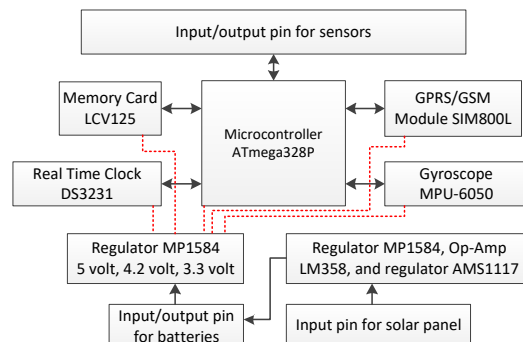 Input/output pin for sensors
Memory Card
LCV125
Microcontroller
ATmega328P
GPRS/GSM
Module SIM800L
Real Time Clock
DS3231
Gyroscope
MPU-6050
Regulator MP1584
5 volt, 4.2 volt, 3.3 volt
Regulator MP1584, Op-Amp
LM358, and regulator AMS1117
Input/output pin
for batteries
Input pin for solar panel